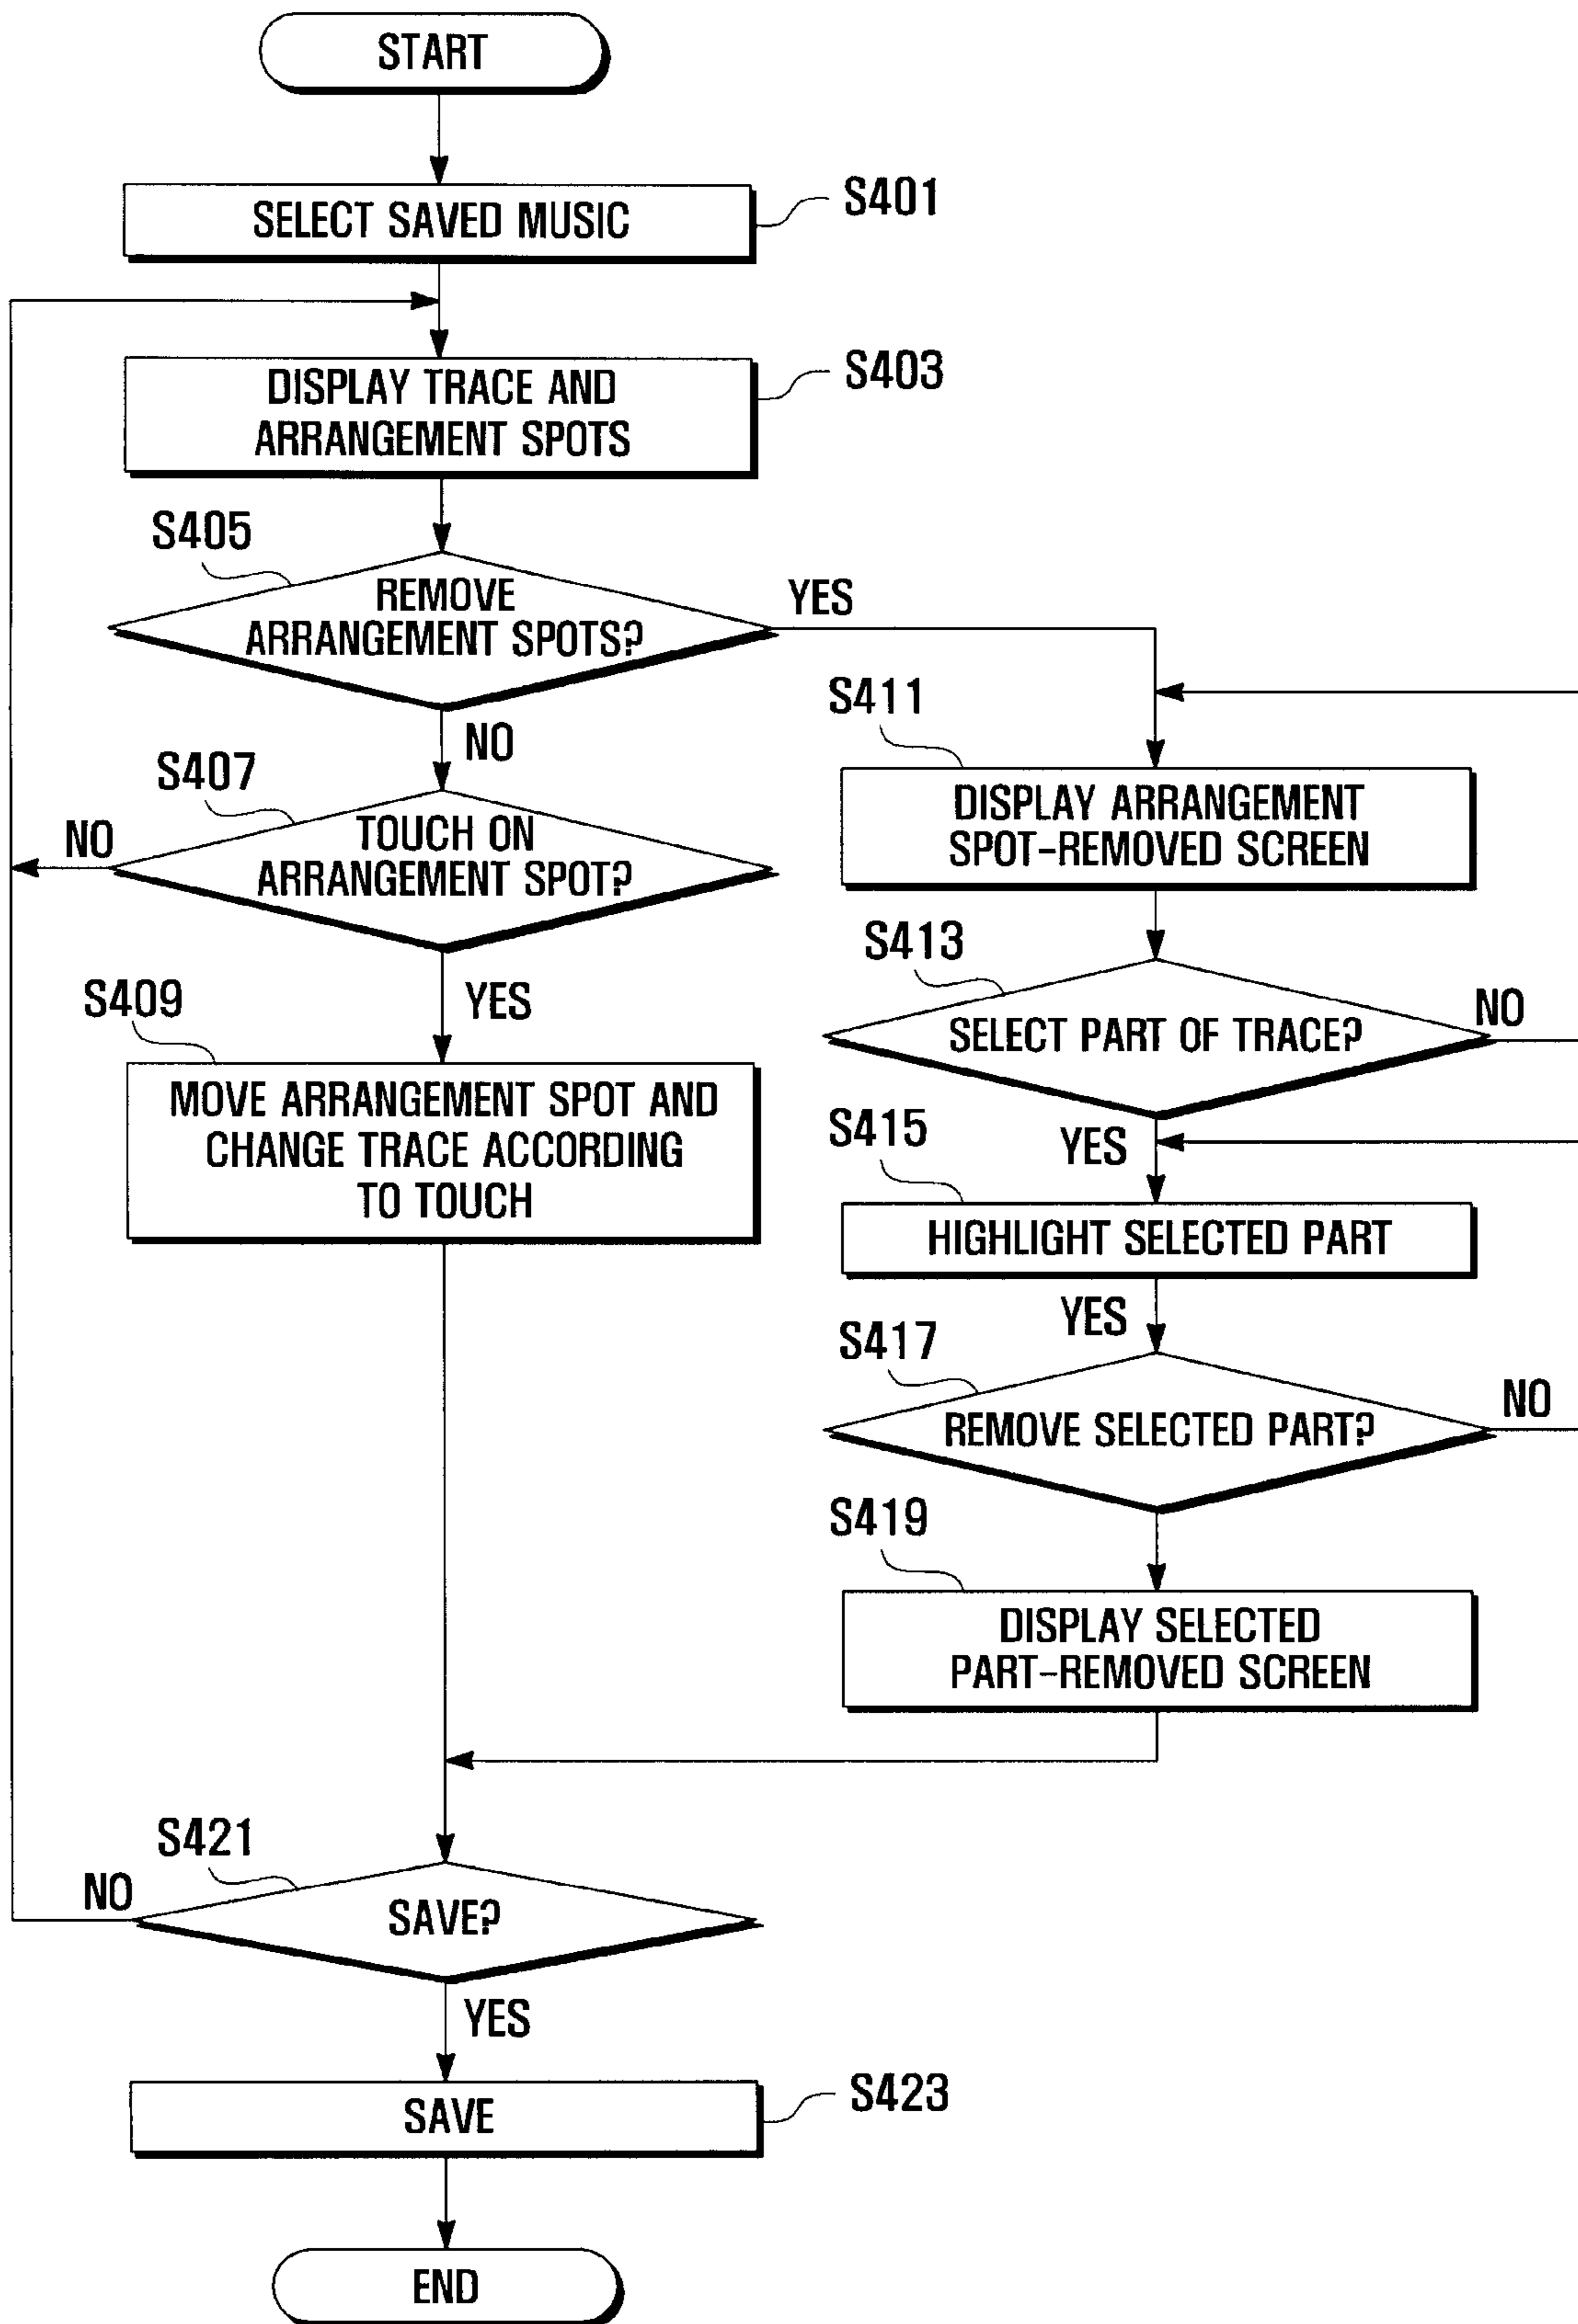 START
SELECT SAVED MUSIC
S401
DISPLAY TRACE AND
ARRANGEMENT SPOTS
S403
S405
REMOVE
ARRANGEMENT SPOTS?
YES
NO
S407
TOUCH ON
ARRANGEMENT SPOT?
NO
YES
S409
MOVE ARRANGEMENT SPOT AND
CHANGE TRACE ACCORDING
TO TOUCH
S411
DISPLAY ARRANGEMENT
SPOT-REMOVED SCREEN
S413
SELECT PART OF TRACE?
NO
YES
S415
HIGHLIGHT SELECTED PART
YES
S417
REMOVE SELECTED PART?
NO
S419
DISPLAY SELECTED
PART-REMOVED SCREEN
S421
SAVE?
NO
YES
SAVE
S423
END